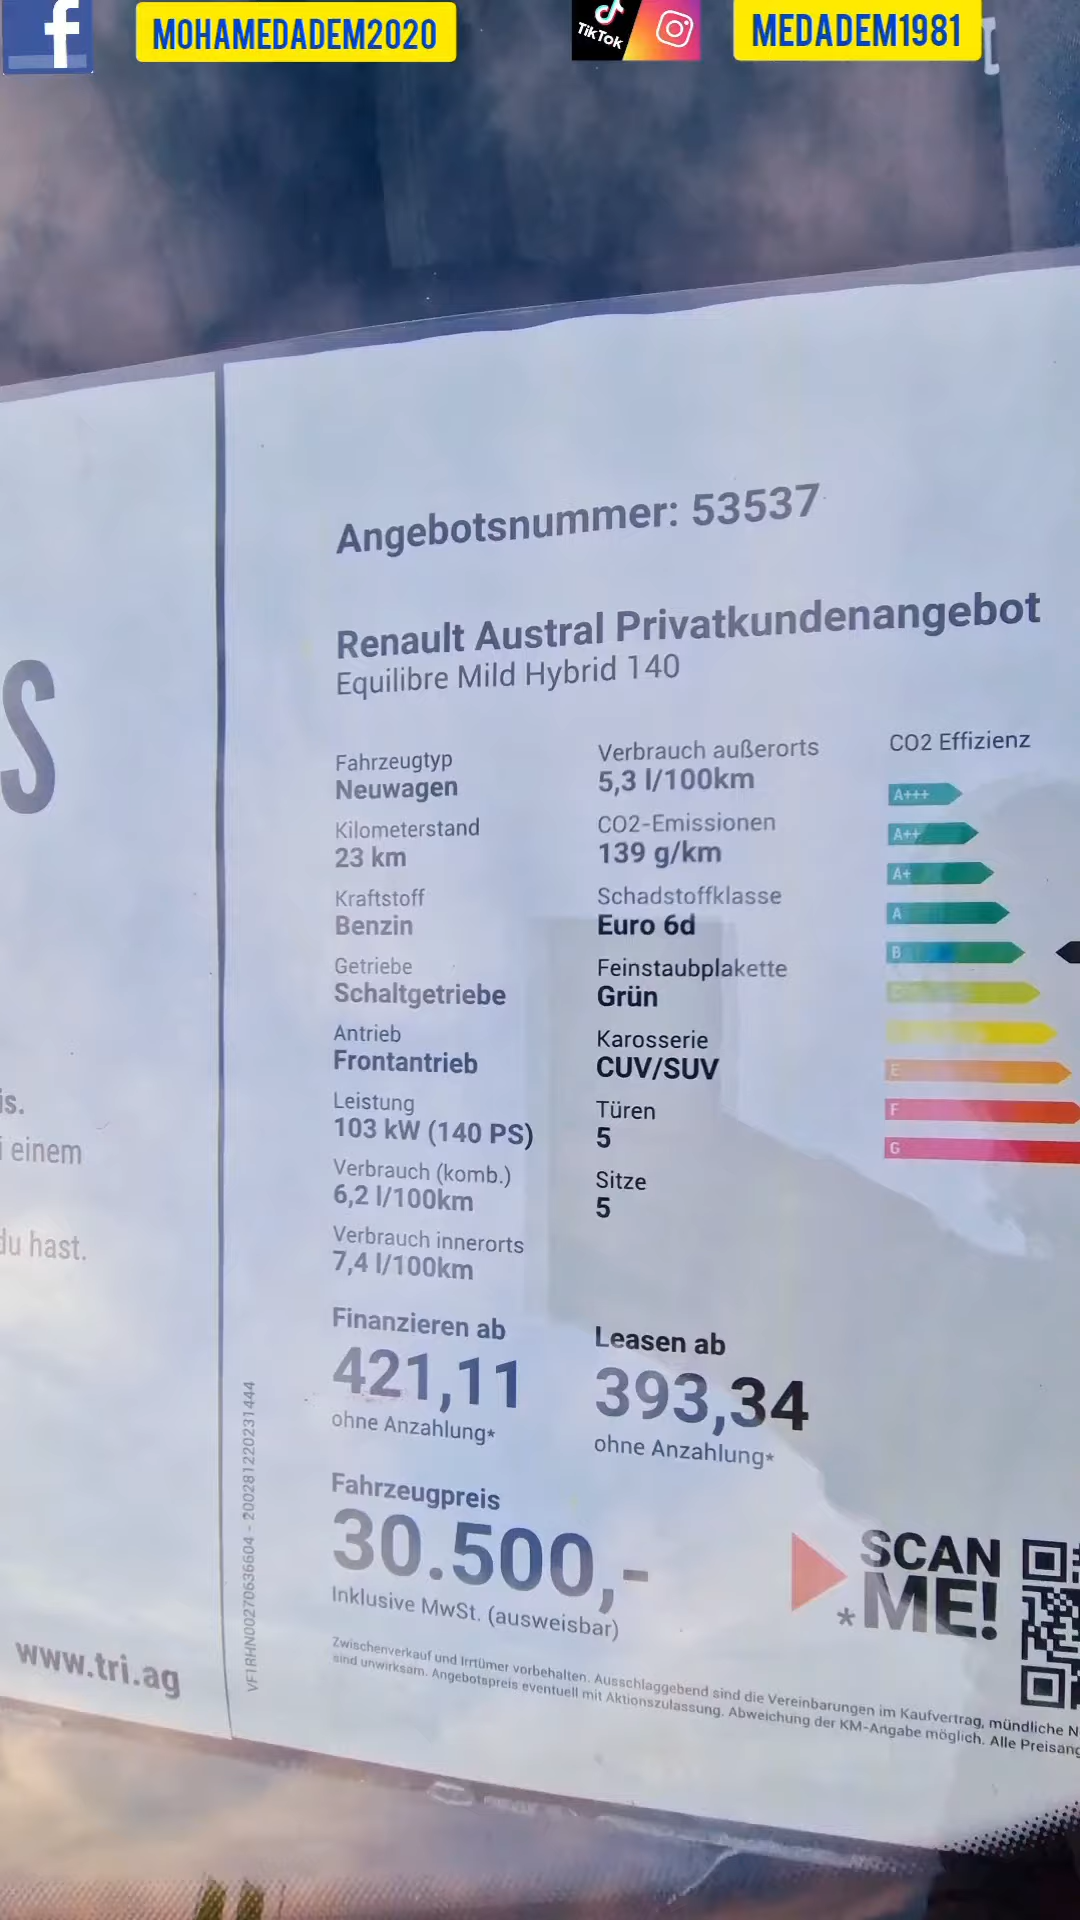 MOHAMEDADEM2020
TikTok
MEDADEM1981
Angebotsnummer: 53537
Renault Austral Privatkundenangebot
Equilibre Mild Hybrid 140
Fahrzeugtyp
Neuwagen
Kilometerstand
23 km
Kraftstoff
Benzin
Getriebe
Schaltgetriebe
Antrieb
Frontantrieb
Leistung
103 kW (140 PS)
Verbrauch (komb.)
6,2 l/100km
Verbrauch innerorts
7,4 l/100km
Verbrauch außerorts
5,3 l/100km
CO2-Emissionen
139 g/km
Schadstoffklasse
Euro 6d
Feinstaubplakette
Grün
Karosserie
CUV/SUV
Türen
5
Sitze
5
CO2 Effizienz
A+++
A++
A+
A
B
E
F
G
S
is.
einem
du hast.
Finanzieren ab
421,11
ohne Anzahlung*
Leasen ab
393,34
ohne Anzahlung*
Fahrzeugpreis
30.500,-
Inklusive MwSt. (ausweisbar)
SCAN
*ME!
www.tri.ag
VF1RHN00270636604 - 200281220231444
Zwischenverkauf und Irrtümer vorbehalten. Ausschlaggebend sind die Vereinbarungen im Kaufvertrag, mündliche N
sind unwirksam. Angebotspreis eventuell mit Aktionszulassung. Abweichung der KM-Angabe möglich. Alle Preisang